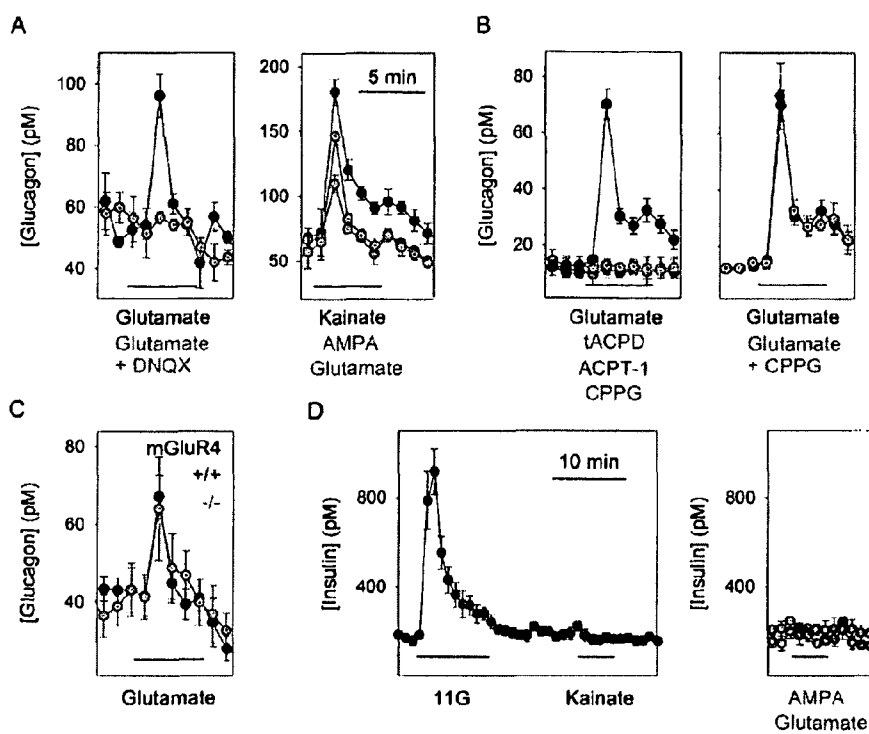 A
[Glucagon] (pM)
100
80
60
40
Glutamate
Glutamate
+ DNQX
200
150
100
50
5 min
Kainate
AMPA
Glutamate
B
[Glucagon] (pM)
80
60
40
20
Glutamate
tACPD
ACPT-1
CPPG
Glutamate
Glutamate
+ CPPG
C
[Glucagon] (pM)
80
60
40
mGluR4
+/+
-/-
Glutamate
D
[Insulin] (pM)
800
400
10 min
11G
Kainate
[Insulin] (pM)
800
400
AMPA
Glutamate